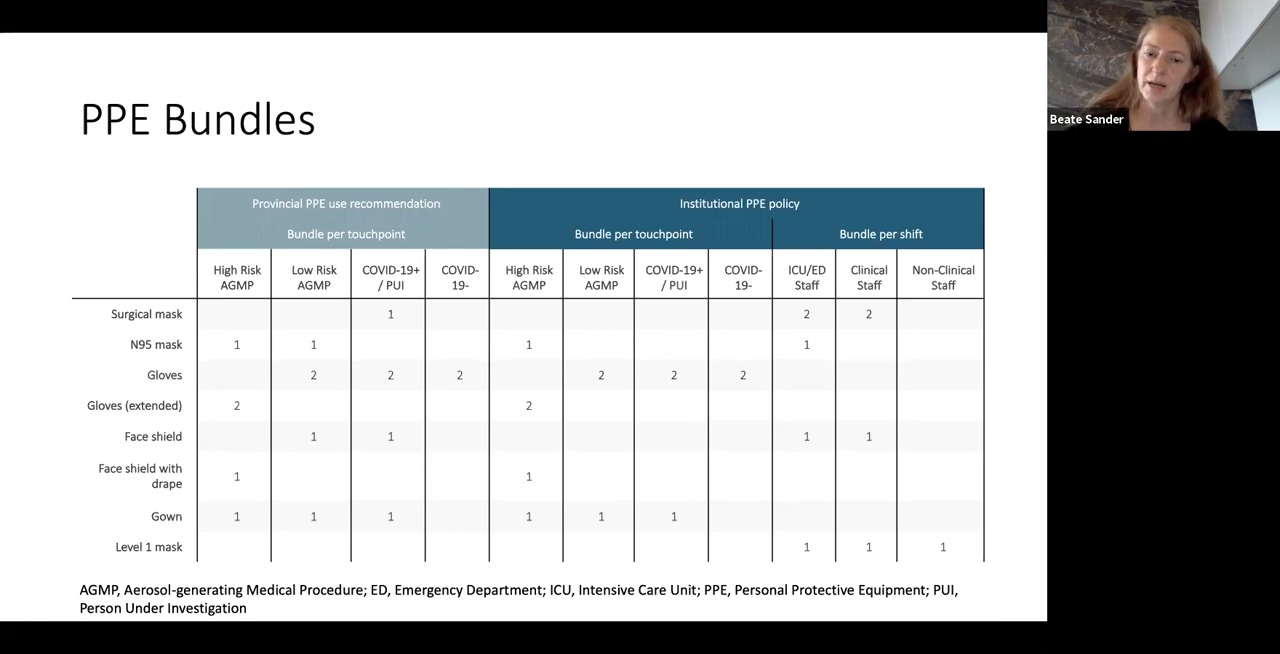 PPE Bundles
Beate Sander
Provincial PPE use recommendation Institutional PPE policy
Bundle per touchpoint Bundle per touchpoint Bundle per shift
High Risk Low Risk COVID-19+ COVID- High Risk Low Risk COVID-19+ COVID- ICU/ED Clinical Non-Clinical
AGMP AGMP / PUI 19- AGMP AGMP / PUI 19- Staff Staff Staff
Surgical mask 1 2 2
N95 mask 1 1 1 1
Gloves 2 2 2 2 2 2
Gloves (extended) 2 2
Face shield 1 1 1 1
Face shield with
drape 1 1
Gown 1 1 1 1 1 1
Level 1 mask 1 1 1
AGMP, Aerosol-generating Medical Procedure; ED, Emergency Department; ICU, Intensive Care Unit; PPE, Personal Protective Equipment; PUI,
Person Under Investigation